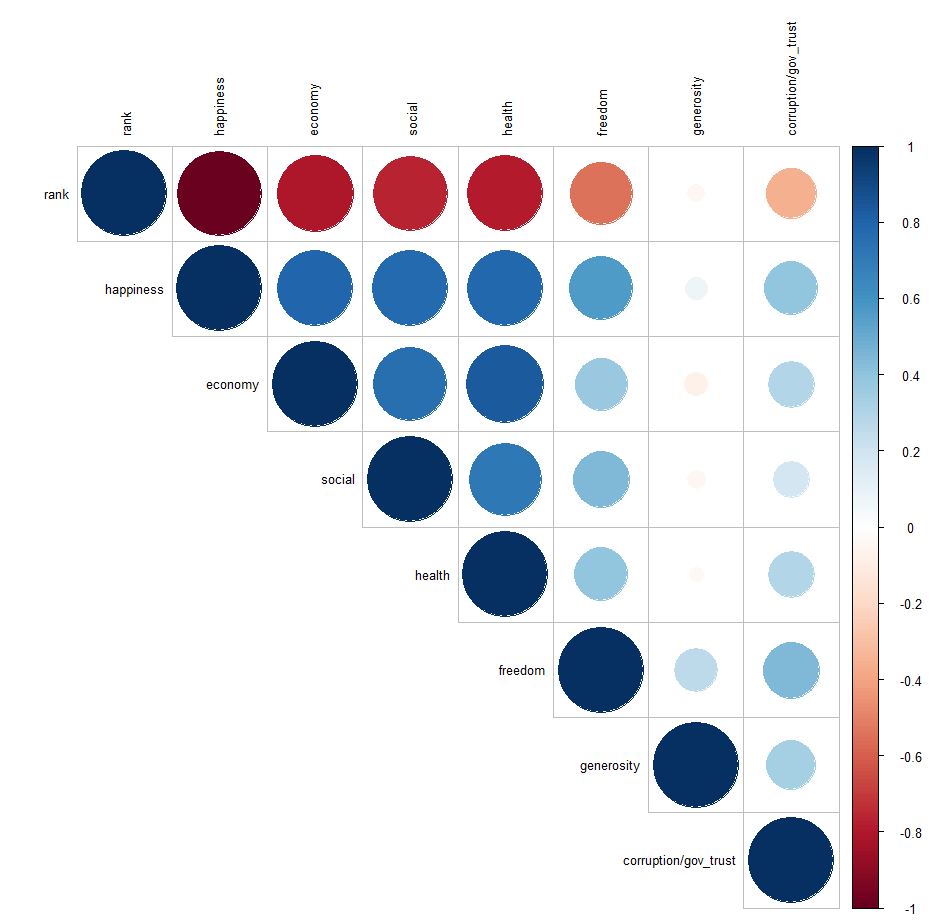 rank
happiness
economy
social
health
freedom
generosity
corruption/gov_trust
rank
happiness
economy
social
health
freedom
generosity
corruption/gov_trust
1
0.8
0.6
0.4
0.2
0
-0.2
-0.4
-0.6
-0.8
-1